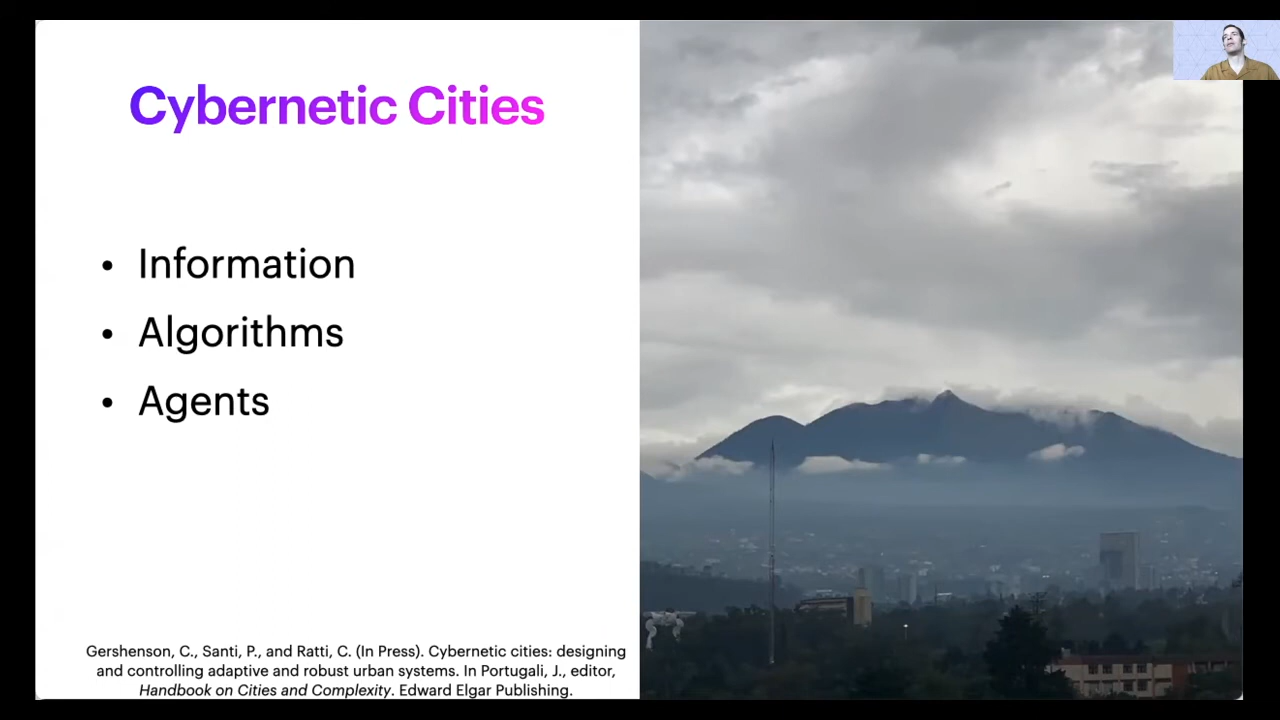 Cybernetic Cities
• Information
• Algorithms
• Agents
Gershenson, C., Santi, P., and Ratti, C. (In Press). Cybernetic cities: designing
and controlling adaptive and robust urban systems. In Portugali, J., editor,
Handbook on Cities and Complexity. Edward Elgar Publishing.